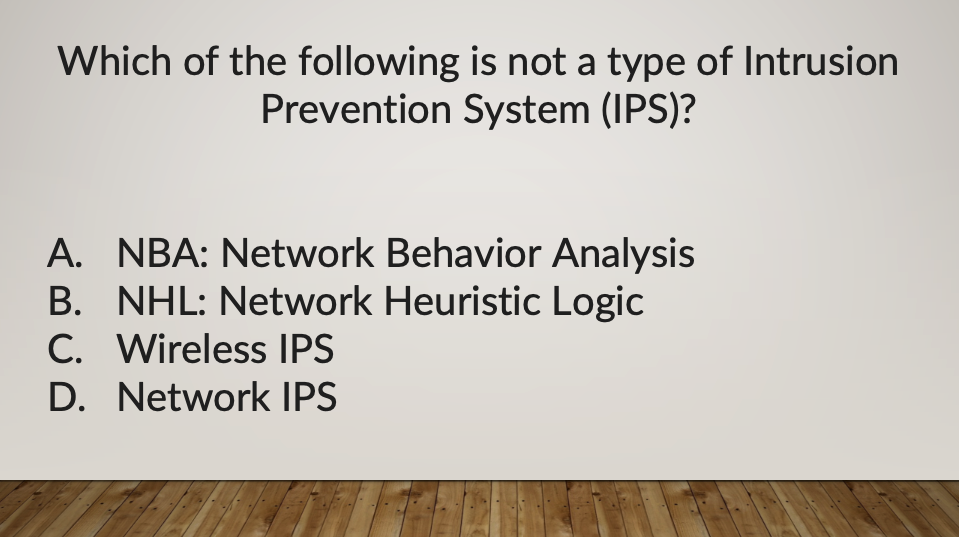 Which of the following is not a type of Intrusion
Prevention System (IPS)?
A. NBA: Network Behavior Analysis
B. NHL: Network Heuristic Logic
C. Wireless IPS
D. Network IPS